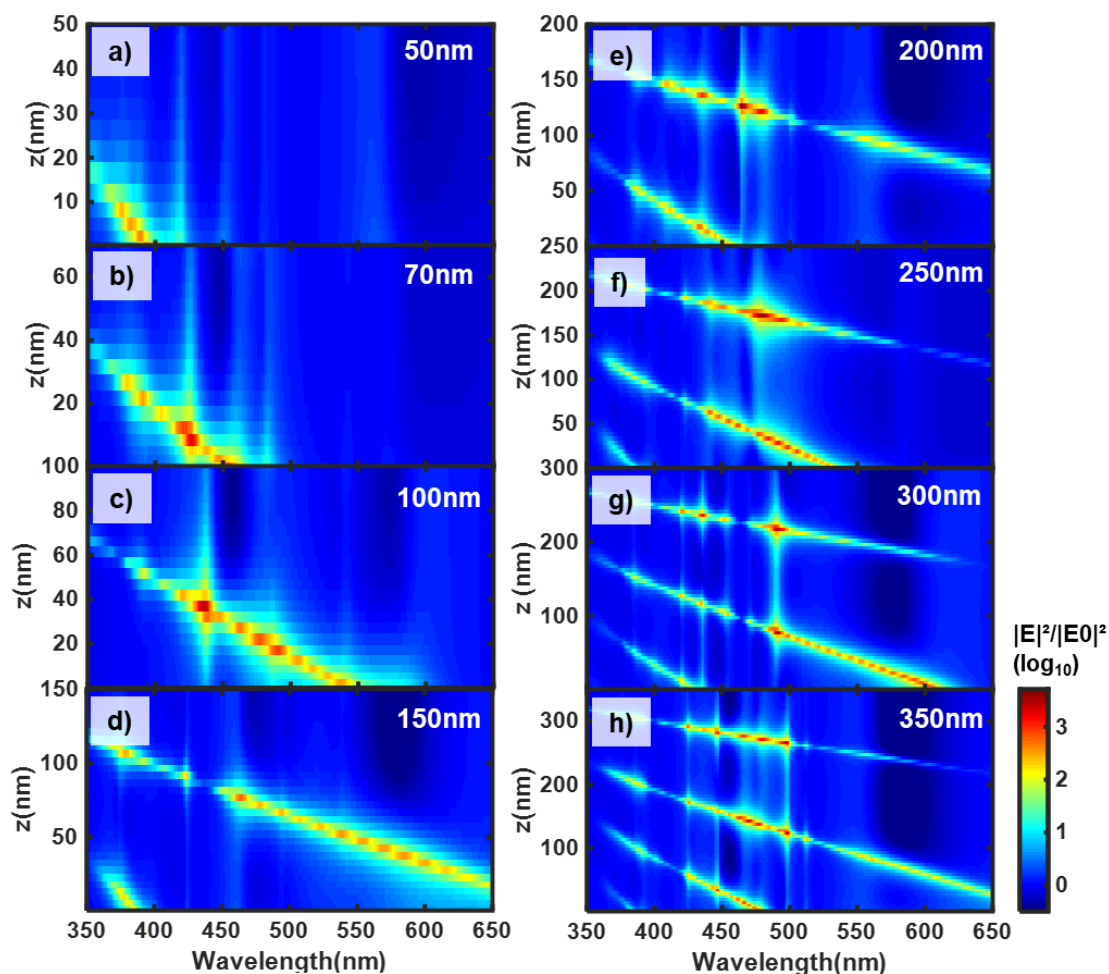 a) 50nm
50
40
30
20
10
z(nm)
b) 70nm
60
40
20
z(nm)
c) 100nm
100
80
60
40
20
z(nm)
d) 150nm
150
100
50
z(nm)
350 400 450 500 550 600 650
Wavelength(nm)
e) 200nm
200
150
100
50
z(nm)
f) 250nm
250
200
150
100
50
z(nm)
g) 300nm
300
200
100
z (nm)
h) 350nm
300
200
100
z(nm)
350 400 450 500 550 600 650
Wavelength(nm)
|E|²/|E0|²
(log₁₀)
3
2
1
0